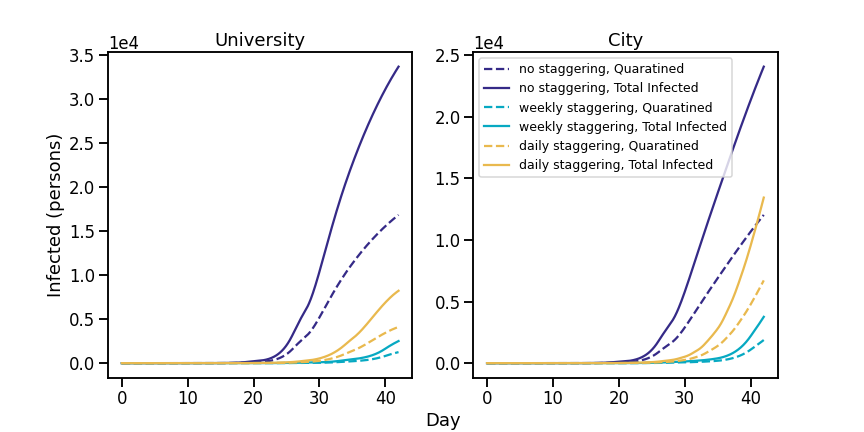 University
City
1e4
1e4
3.5
3.0
2.5
2.0
1.5
1.0
0.5
0.0
Infected (persons)
0 10 20 30 40
2.5
2.0
1.5
1.0
0.5
0.0
no staggering, Quaratined
no staggering, Total Infected
weekly staggering, Quaratined
weekly staggering, Total Infected
daily staggering, Quaratined
daily staggering, Total Infected
0 10 20 30 40
Day